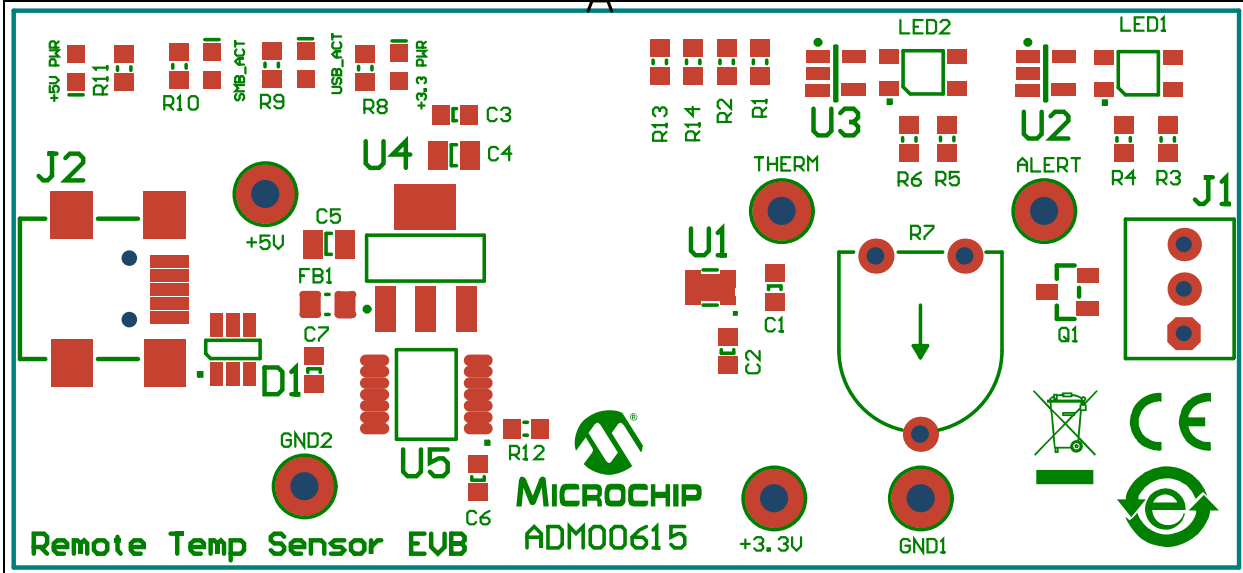 LED2
LED1
+5V PWR
R11
R10
SMB_ACT
R9
USB_ACT
R8
+3.3 PWR
R13
R14
R2
R1
U3
U2
C3
C4
U4
J2
THERM
ALERT
R6
R5
R4
R3
J1
C5
+5V
U1
R7
FB1
C7
C1
Q1
C2
D1
GND2
U5
R12
®
CE
C6
MICROCHIP
e
Remote Temp Sensor EVB
ADM00615
+3.3V
GND1